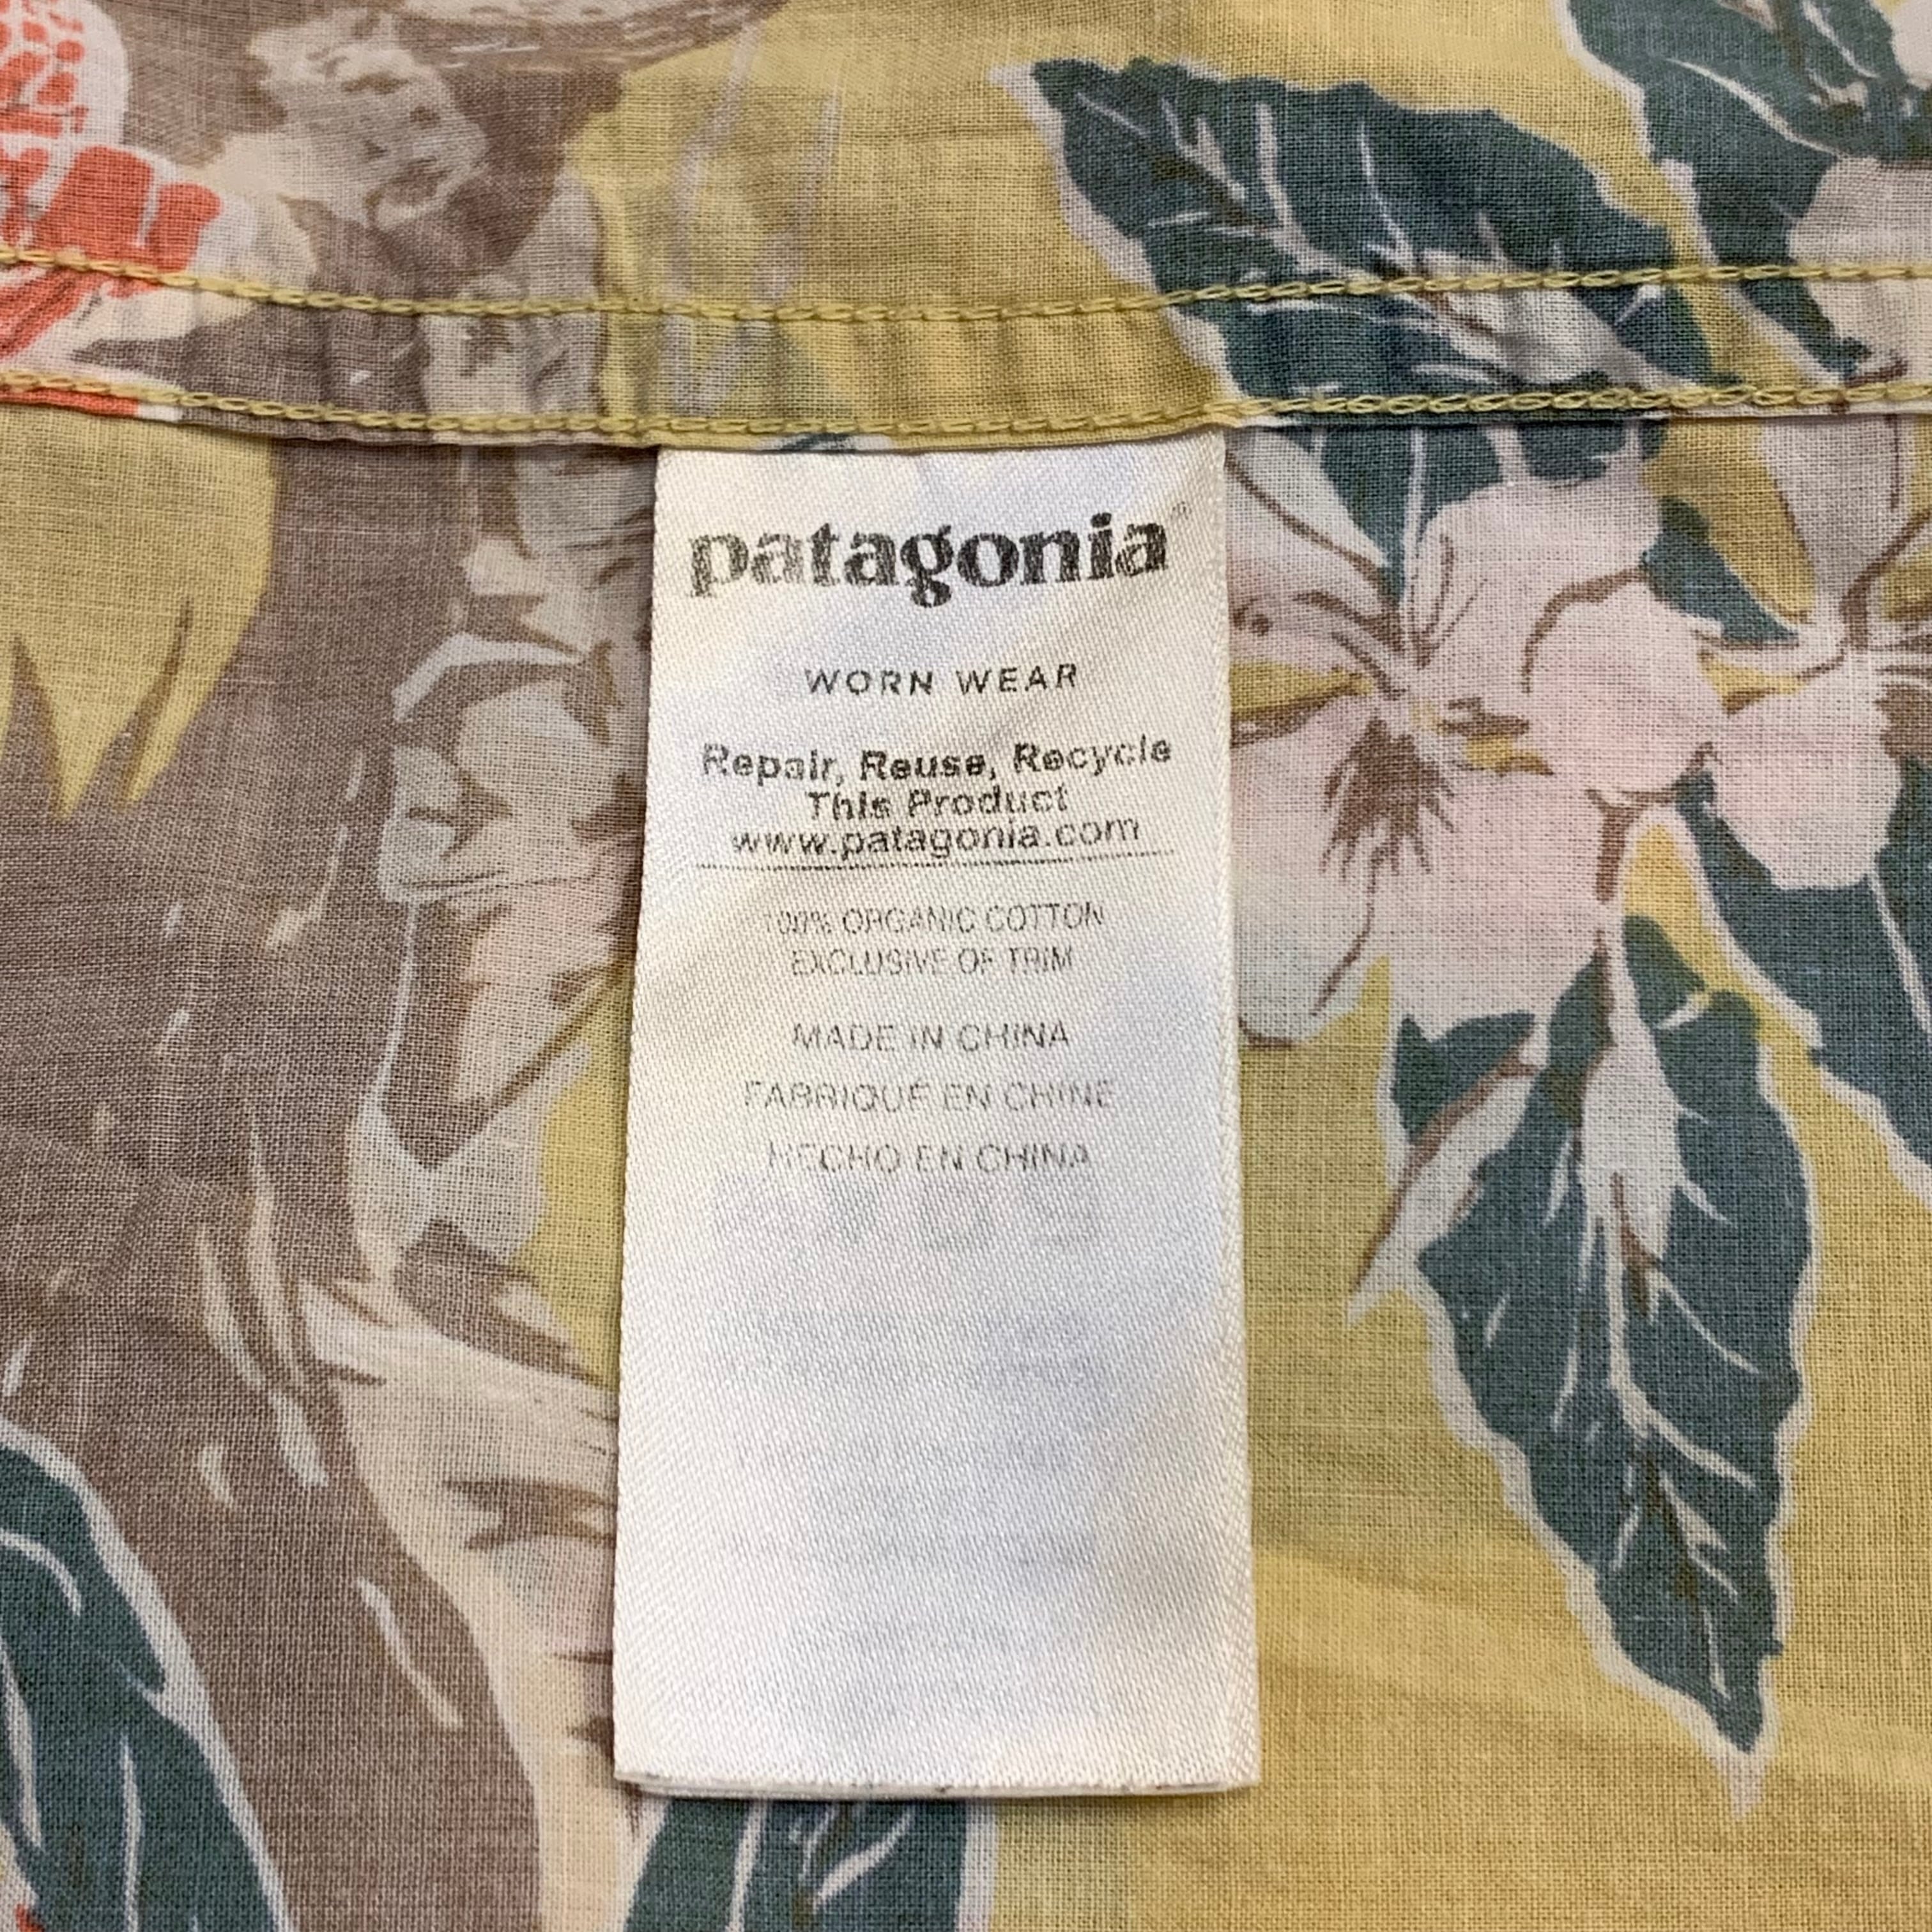 patagonia®
WORN WEAR
Repair, Reuse, Recycle
This Product
www.patagonia.com
100% ORGANIC COTTON
EXCLUSIVE OF TRIM
MADE IN CHINA
FABRIQUÉ EN CHINE
HECHO EN CHINA